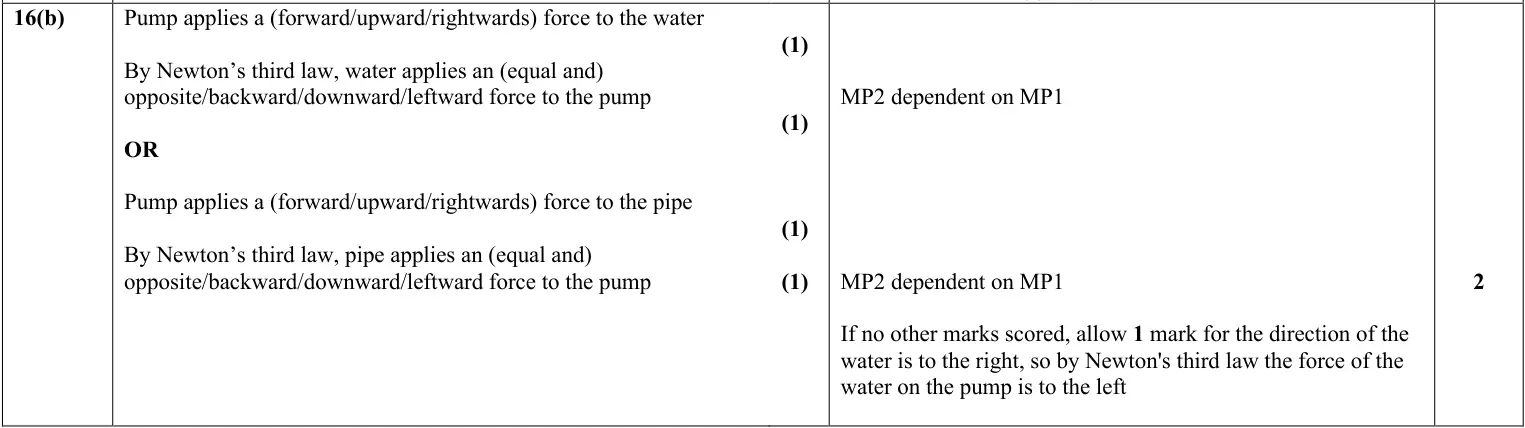 16(b)
Pump applies a (forward/upward/rightwards) force to the water
(1)
By Newton’s third law, water applies an (equal and)
opposite/backward/downward/leftward force to the pump
MP2 dependent on MP1
(1)
OR
Pump applies a (forward/upward/rightwards) force to the pipe
(1)
By Newton’s third law, pipe applies an (equal and)
opposite/backward/downward/leftward force to the pump
(1)
MP2 dependent on MP1
2
If no other marks scored, allow 1 mark for the direction of the
water is to the right, so by Newton's third law the force of the
water on the pump is to the left